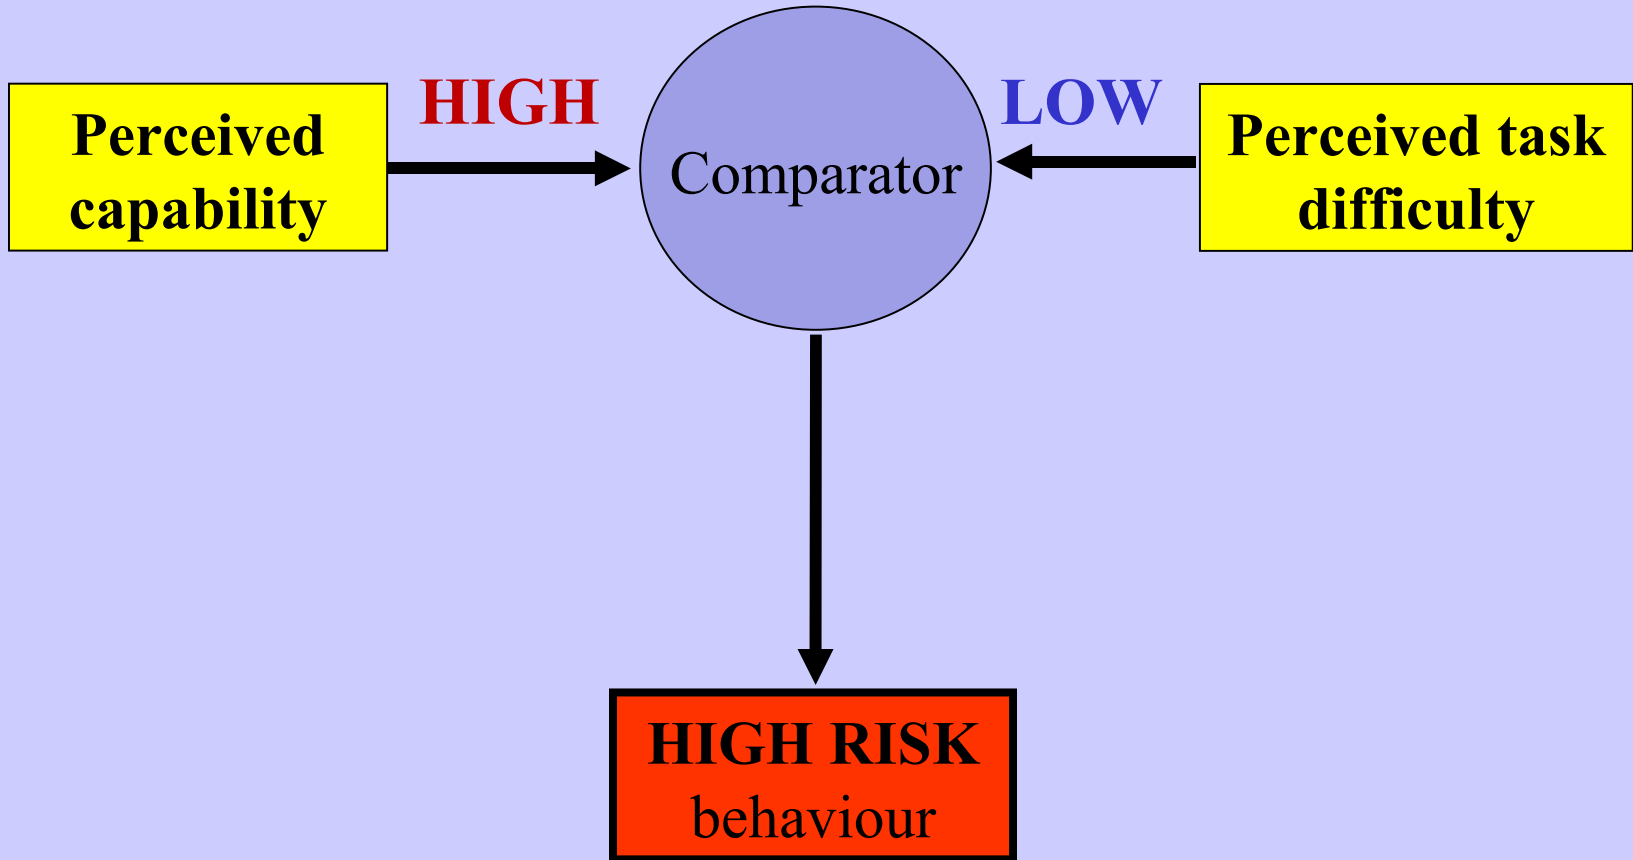 Perceived
capability
HIGH
Comparator
LOW
Perceived task
difficulty
HIGH RISK
behaviour